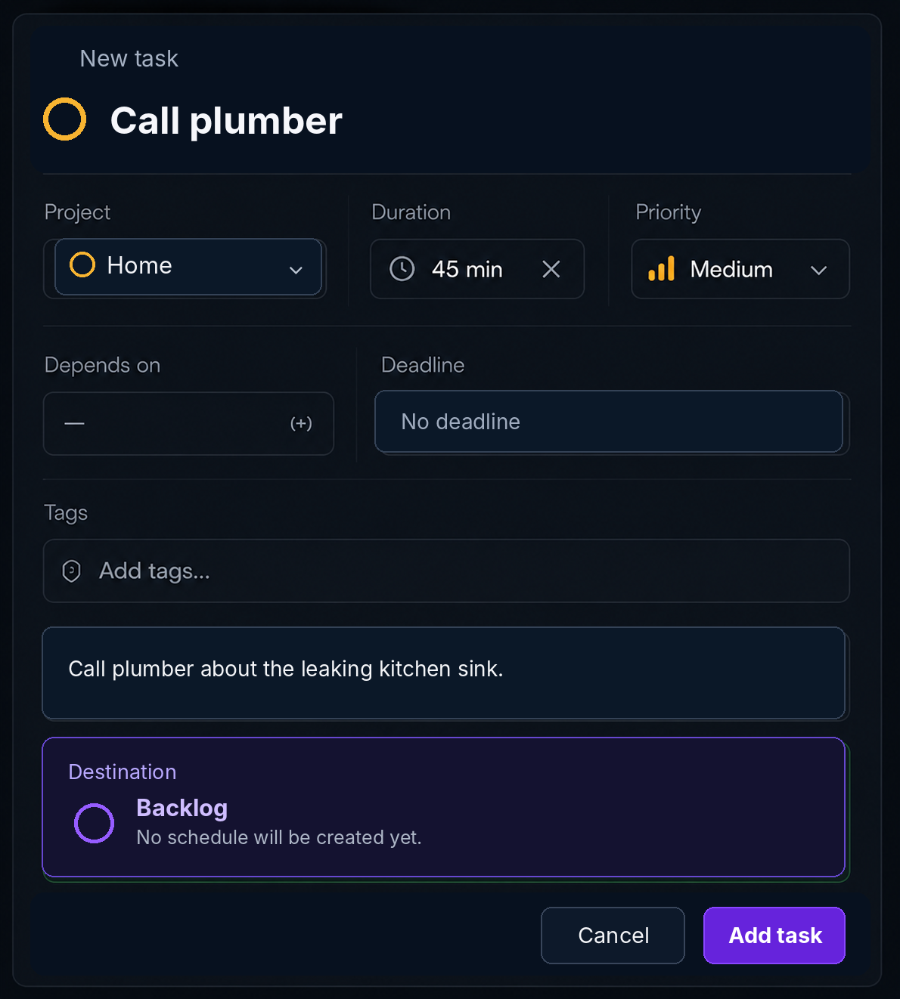 New task
Call plumber
Project
Duration
Priority
Home
45 min
Medium
Depends on
Deadline
— (+)
No deadline
Tags
Add tags...
Call plumber about the leaking kitchen sink.
Destination
Backlog
No schedule will be created yet.
Cancel
Add task